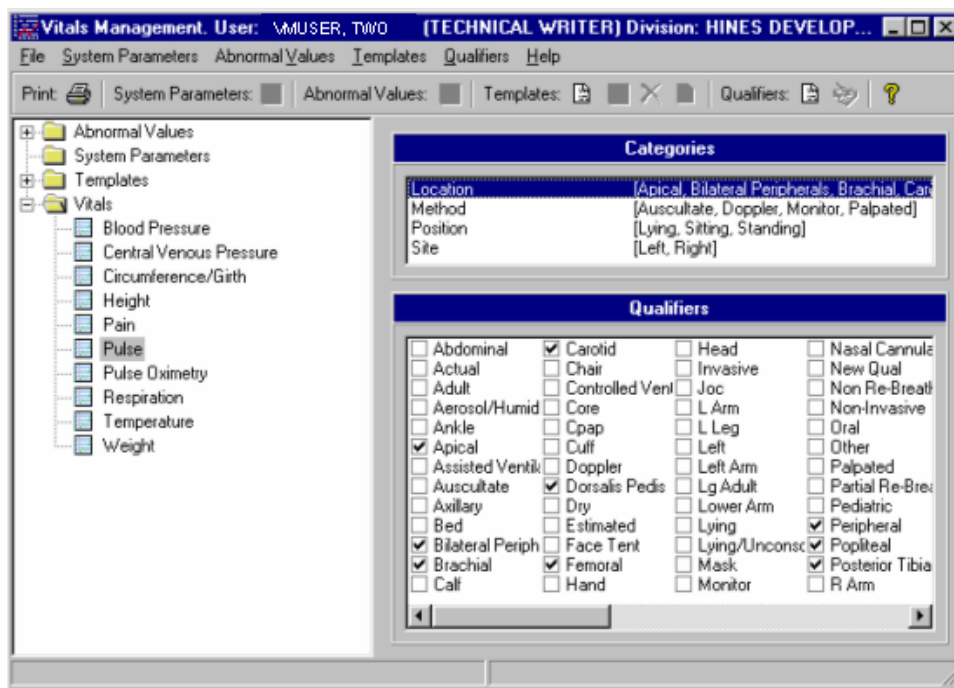 Vitals Management. User: VMUSER, TWO (TECHNICAL WRITER) Division: HINES DEVELOP...
File System Parameters Abnormal Values Templates Qualifiers Help
Print: System Parameters: Abnormal Values: Templates: Qualifiers:
Abnormal Values
System Parameters
Templates
Vitals
Blood Pressure
Central Venous Pressure
Circumference/Girth
Height
Pain
Pulse
Pulse Oximetry
Respiration
Temperature
Weight
Categories
Location [Apical, Bilateral Peripherals, Brachial, Car
Method [Auscultate, Doppler, Monitor, Palpated]
Position [Lying, Sitting, Standing]
Site [Left, Right]
Qualifiers
Abdominal Carotid Head Nasal Cannula
Actual Chair Invasive New Qual
Adult Controlled Vent Joc Non Re-Breath
Aerosol/Humid Core L Arm Non-Invasive
Ankle Cpap L Leg Oral
Apical Cuff Left Other
Assisted Ventil Doppler Left Arm Palpated
Auscultate Dorsalis Pedis Lg Adult Partial Re-Brea
Axillary Dry Lower Arm Pediatric
Bed Estimated Lying Peripheral
Bilateral Periph Face Tent Lying/Unconsc Popliteal
Brachial Femoral Mask Posterior Tibia
Calf Hand Monitor R Arm